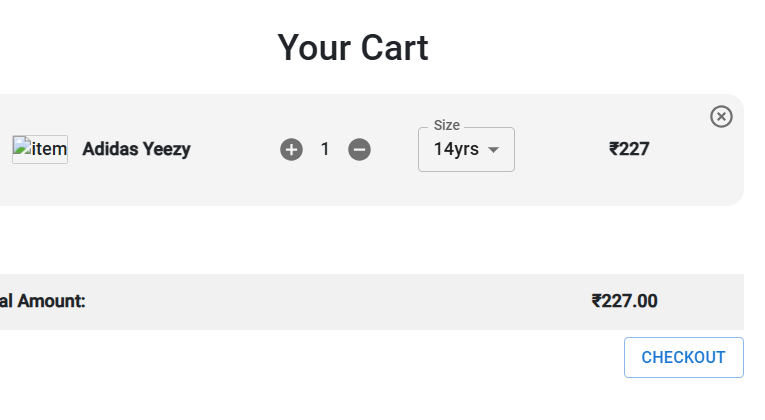 Your Cart
Size
item Adidas Yeezy 1 14yrs ₹227
al Amount: ₹227.00
CHECKOUT